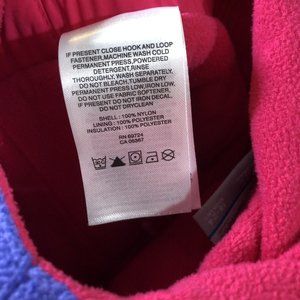 IF PRESENT CLOSE HOOK AND LOOP
FASTENER,MACHINE WASH COLD
PERMANENT PRESS,POWDERED
DETERGENT,RINSE
THOROUGHLY,WASH SEPARATELY,
DO NOT BLEACH,TUMBLE DRY
PERMANENT PRESS LOW,IRON LOW,
DO NOT USE FABRIC SOFTENER,
IF PRESENT DO NOT IRON DECAL,
DO NOT DRYCLEAN
SHELL : 100% NYLON
LINING : 100% POLYESTER
INSULATION : 100% POLYESTER
RN 69724
CA 05367